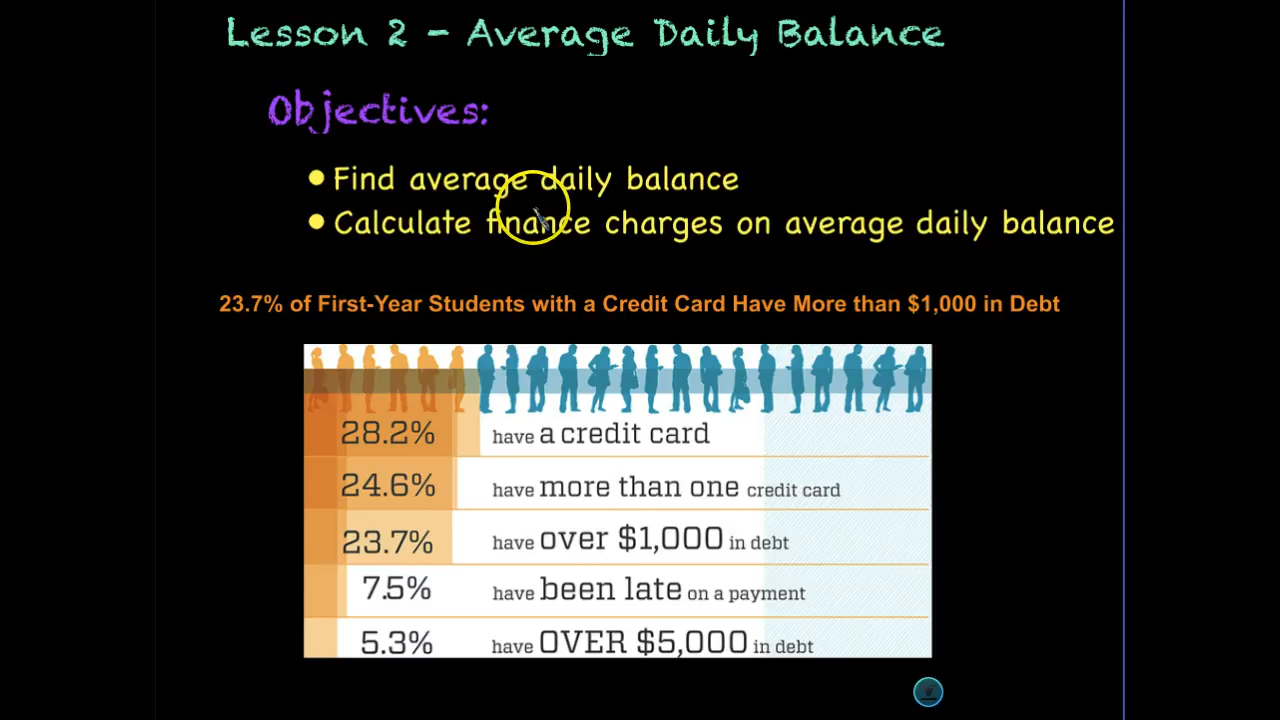 Lesson 2 - Average Daily Balance
Objectives:
• Find average daily balance
• Calculate finance charges on average daily balance
23.7% of First-Year Students with a Credit Card Have More than $1,000 in Debt
28.2% have a credit card
24.6% have more than one credit card
23.7% have over $1,000 in debt
7.5% have been late on a payment
5.3% have OVER $5,000 in debt